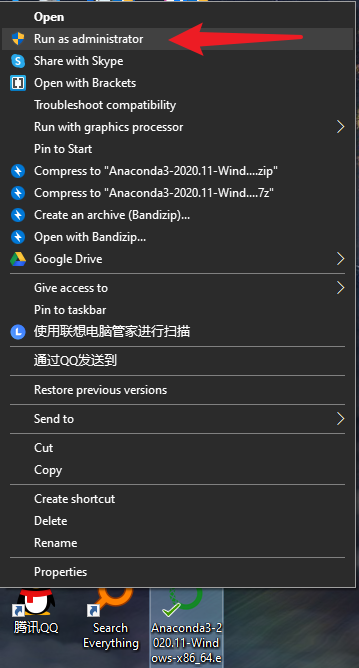 Open
Run as administrator
Share with Skype
Open with Brackets
Troubleshoot compatibility
Run with graphics processor
Pin to Start
Compress to "Anaconda3-2020.11-Wind....zip"
Compress to "Anaconda3-2020.11-Wind....7z"
Create an archive (Bandizip)...
Open with Bandizip...
Google Drive
Give access to
Pin to taskbar
使用联想电脑管家进行扫描
通过QQ发送到
Restore previous versions
Send to
Cut
Copy
Create shortcut
Delete
Rename
Properties
腾讯QQ
Search
Everything
Anaconda3-2
020.11-Wind
ows-x86_64.e